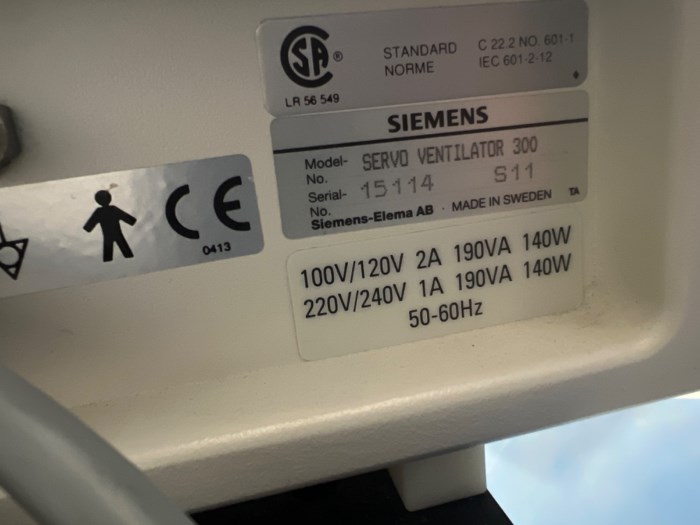 CSA ®
STANDARD C 22.2 NO. 601-1
NORME IEC 601-2-12
LR 56 549
SIEMENS
Model-No. SERVO VENTILATOR 300
Serial-No. 15114 S11
Siemens-Elema AB · MADE IN SWEDEN TA
CE
0413
100V/120V 2A 190VA 140W
220V/240V 1A 190VA 140W
50-60Hz